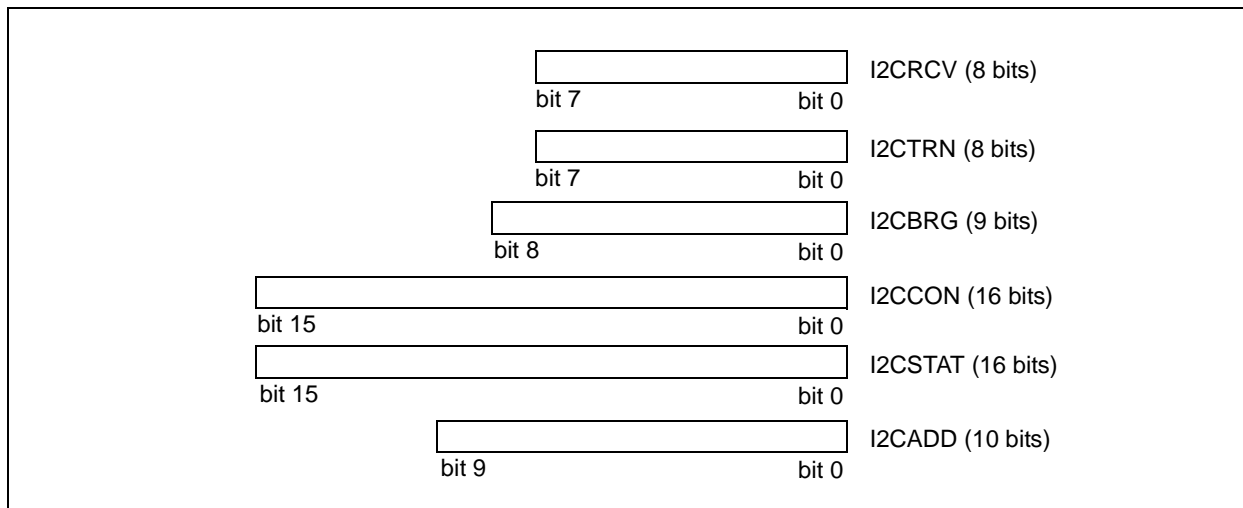 I2CRCV (8 bits)
bit 7 bit 0
I2CTRN (8 bits)
bit 7 bit 0
I2CBRG (9 bits)
bit 8 bit 0
I2CCON (16 bits)
bit 15 bit 0
I2CSTAT (16 bits)
bit 15 bit 0
I2CADD (10 bits)
bit 9 bit 0